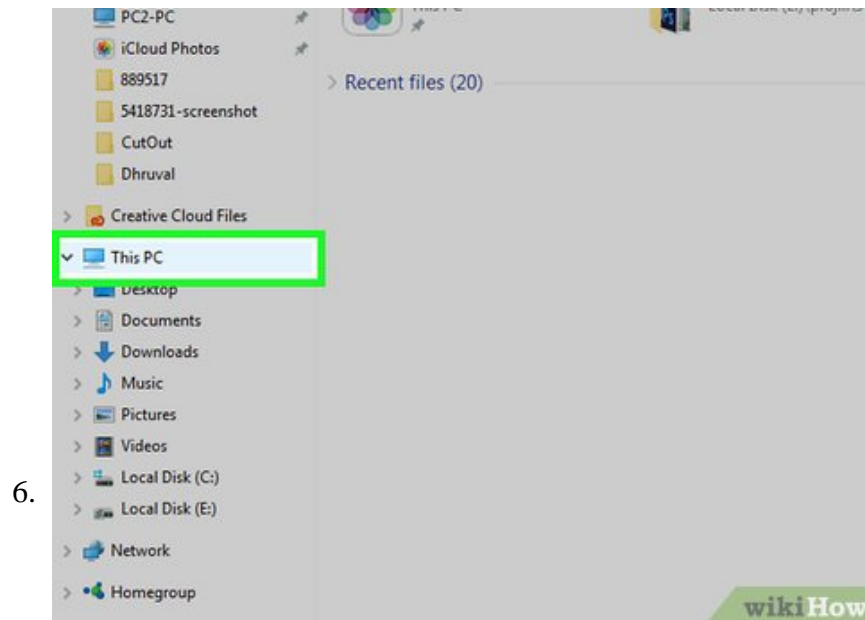 PC2-PC
iCloud Photos
889517
Recent files (20)
5418731-screenshot
CutOut
Dhruval
Creative Cloud Files
This PC
Desktop
Documents
Downloads
Music
Pictures
Videos
Local Disk (C:)
6.
Local Disk (E:)
Network
Homegroup
wikiHow